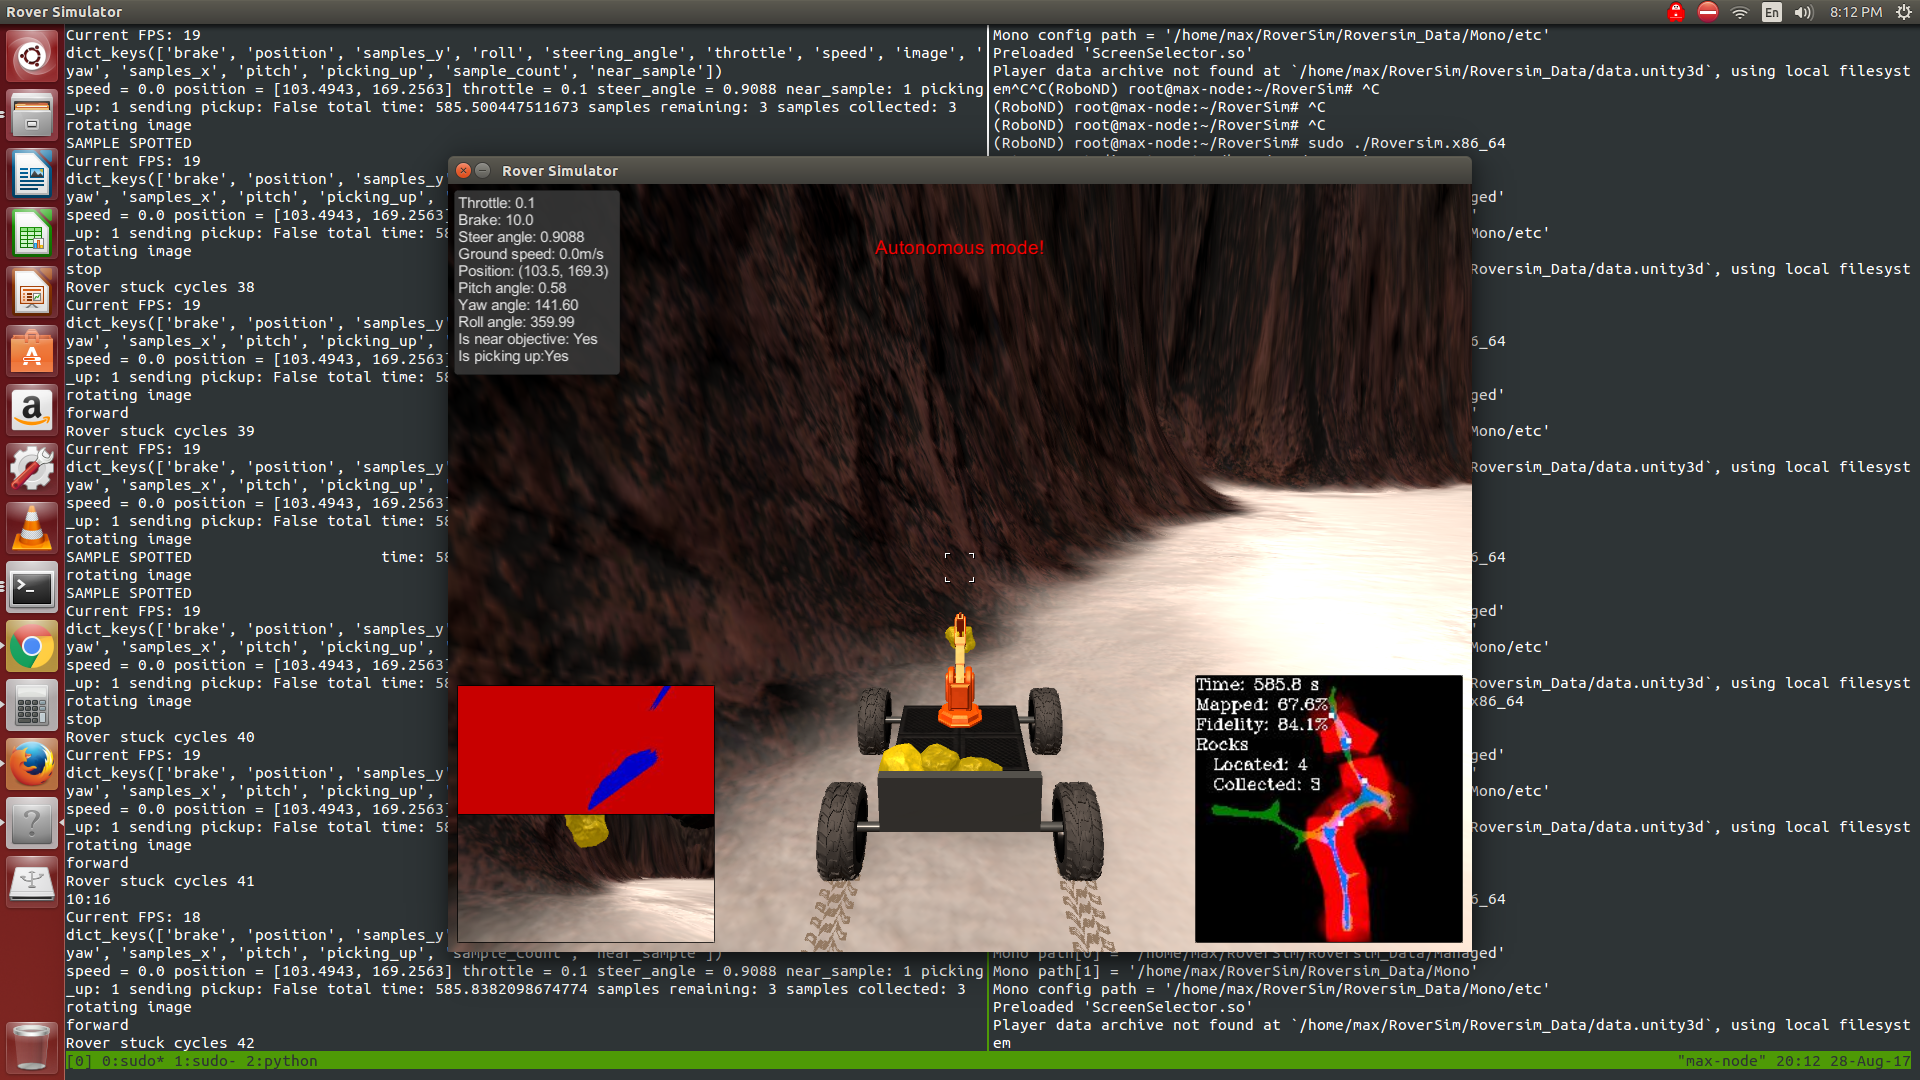 Rover Simulator
En
8:12 PM
Current FPS: 19
dict_keys(['brake', 'position', 'samples_y', 'roll', 'steering_angle', 'throttle', 'speed', 'image', '
yaw', 'samples_x', 'pitch', 'picking_up', 'sample_count', 'near_sample'])
speed = 0.0 position = [103.4943, 169.2563] throttle = 0.1 steer_angle = 0.9088 near_sample: 1 picking
_up: 1 sending pickup: False total time: 585.500447511673 samples remaining: 3 samples collected: 3
rotating image
SAMPLE SPOTTED
Current FPS: 19
dict_keys(['brake', 'position', 'samples_y'
yaw', 'samples_x', 'pitch', 'picking_up',
speed = 0.0 position = [103.4943, 169.2563]
_up: 1 sending pickup: False total time: 58
rotating image
stop
Rover stuck cycles 38
Current FPS: 19
dict_keys(['brake', 'position', 'samples_y'
yaw', 'samples_x', 'pitch', 'picking_up',
speed = 0.0 position = [103.4943, 169.2563]
_up: 1 sending pickup: False total time: 58
rotating image
forward
Rover stuck cycles 39
Current FPS: 19
dict_keys(['brake', 'position', 'samples_y'
yaw', 'samples_x', 'pitch', 'picking_up',
speed = 0.0 position = [103.4943, 169.2563]
_up: 1 sending pickup: False total time: 58
rotating image
SAMPLE SPOTTED time: 58
rotating image
SAMPLE SPOTTED
Current FPS: 19
dict_keys(['brake', 'position', 'samples_y'
yaw', 'samples_x', 'pitch', 'picking_up',
speed = 0.0 position = [103.4943, 169.2563]
_up: 1 sending pickup: False total time: 58
rotating image
stop
Rover stuck cycles 40
Current FPS: 19
dict_keys(['brake', 'position', 'samples_y'
yaw', 'samples_x', 'pitch', 'picking_up',
speed = 0.0 position = [103.4943, 169.2563]
_up: 1 sending pickup: False total time: 58
rotating image
forward
Rover stuck cycles 41
10:16
Current FPS: 18
dict_keys(['brake', 'position', 'samples_y'
yaw', 'samples_x', 'pitch', 'picking_up', 'sample_count', 'near_sample'])
speed = 0.0 position = [103.4943, 169.2563] throttle = 0.1 steer_angle = 0.9088 near_sample: 1 picking
_up: 1 sending pickup: False total time: 585.8382098674774 samples remaining: 3 samples collected: 3
rotating image
forward
Rover stuck cycles 42
Mono config path = '/home/max/RoverSim/Roversim_Data/Mono/etc'
Preloaded 'ScreenSelector.so'
Player data archive not found at `/home/max/RoverSim/Roversim_Data/data.unity3d`, using local filesyst
em^C^C(RoboND) root@max-node:~/RoverSim# ^C
(RoboND) root@max-node:~/RoverSim# ^C
(RoboND) root@max-node:~/RoverSim# ^C
(RoboND) root@max-node:~/RoverSim# sudo ./Roversim.x86_64
ged'
'
Mono/etc'
Roversim_Data/data.unity3d`, using local filesyst
6_64
ged'
'
Mono/etc'
Roversim_Data/data.unity3d`, using local filesyst
6_64
ged'
'
Mono/etc'
Roversim_Data/data.unity3d`, using local filesyst
x86_64
ged'
'
Mono/etc'
Roversim_Data/data.unity3d`, using local filesyst
6_64
Mono path[0] = '/home/max/RoverSim/Roversim_Data/Managed'
Mono path[1] = '/home/max/RoverSim/Roversim_Data/Mono'
Mono config path = '/home/max/RoverSim/Roversim_Data/Mono/etc'
Preloaded 'ScreenSelector.so'
Player data archive not found at `/home/max/RoverSim/Roversim_Data/data.unity3d`, using local filesyst
em
Rover Simulator
Throttle: 0.1
Brake: 10.0
Steer angle: 0.9088
Ground speed: 0.0m/s
Position: (103.5, 169.3)
Pitch angle: 0.58
Yaw angle: 141.60
Roll angle: 359.99
Is near objective: Yes
Is picking up:Yes
Autonomous mode!
Time: 585.8 s
Mapped: 67.6%
Fidelity: 84.1%
Rocks
Located: 4
Collected: 3
[0] 0:sudo* 1:sudo- 2:python
"max-node" 20:12 28-Aug-17